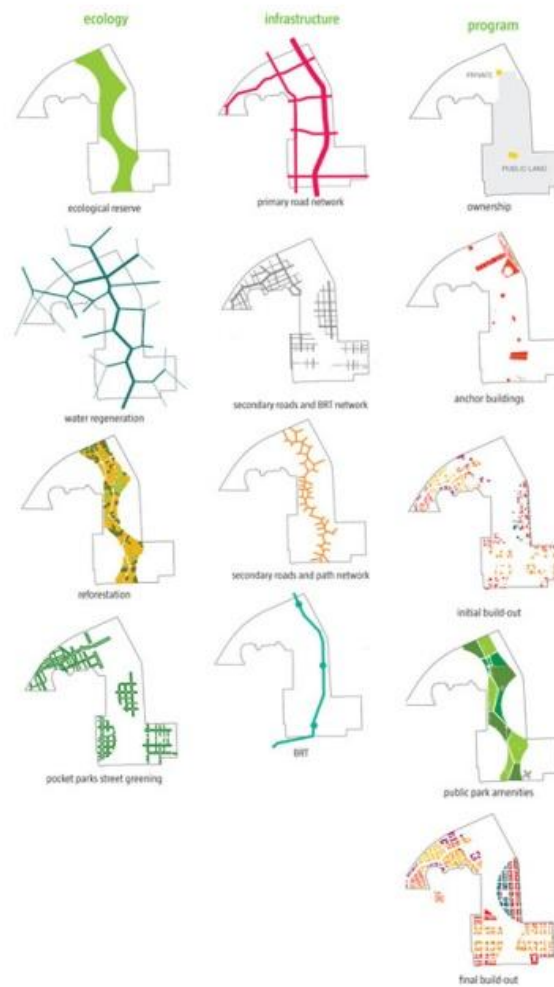 ecology
infrastructure
program
ecological reserve
primary road network
PRIVATE
PUBLIC LAND
ownership
water regeneration
secondary roads and BRT network
anchor buildings
reforestation
secondary roads and path network
initial build-out
pocket parks street greening
BRT
public park amenities
final build-out